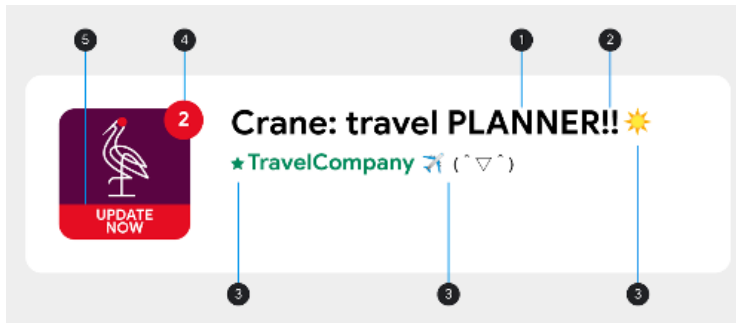 5 4 1 2
2
Crane: travel PLANNER!!☀️
★TravelCompany ✈️ (ˆ▽ˆ)
UPDATE
NOW
3 3 3